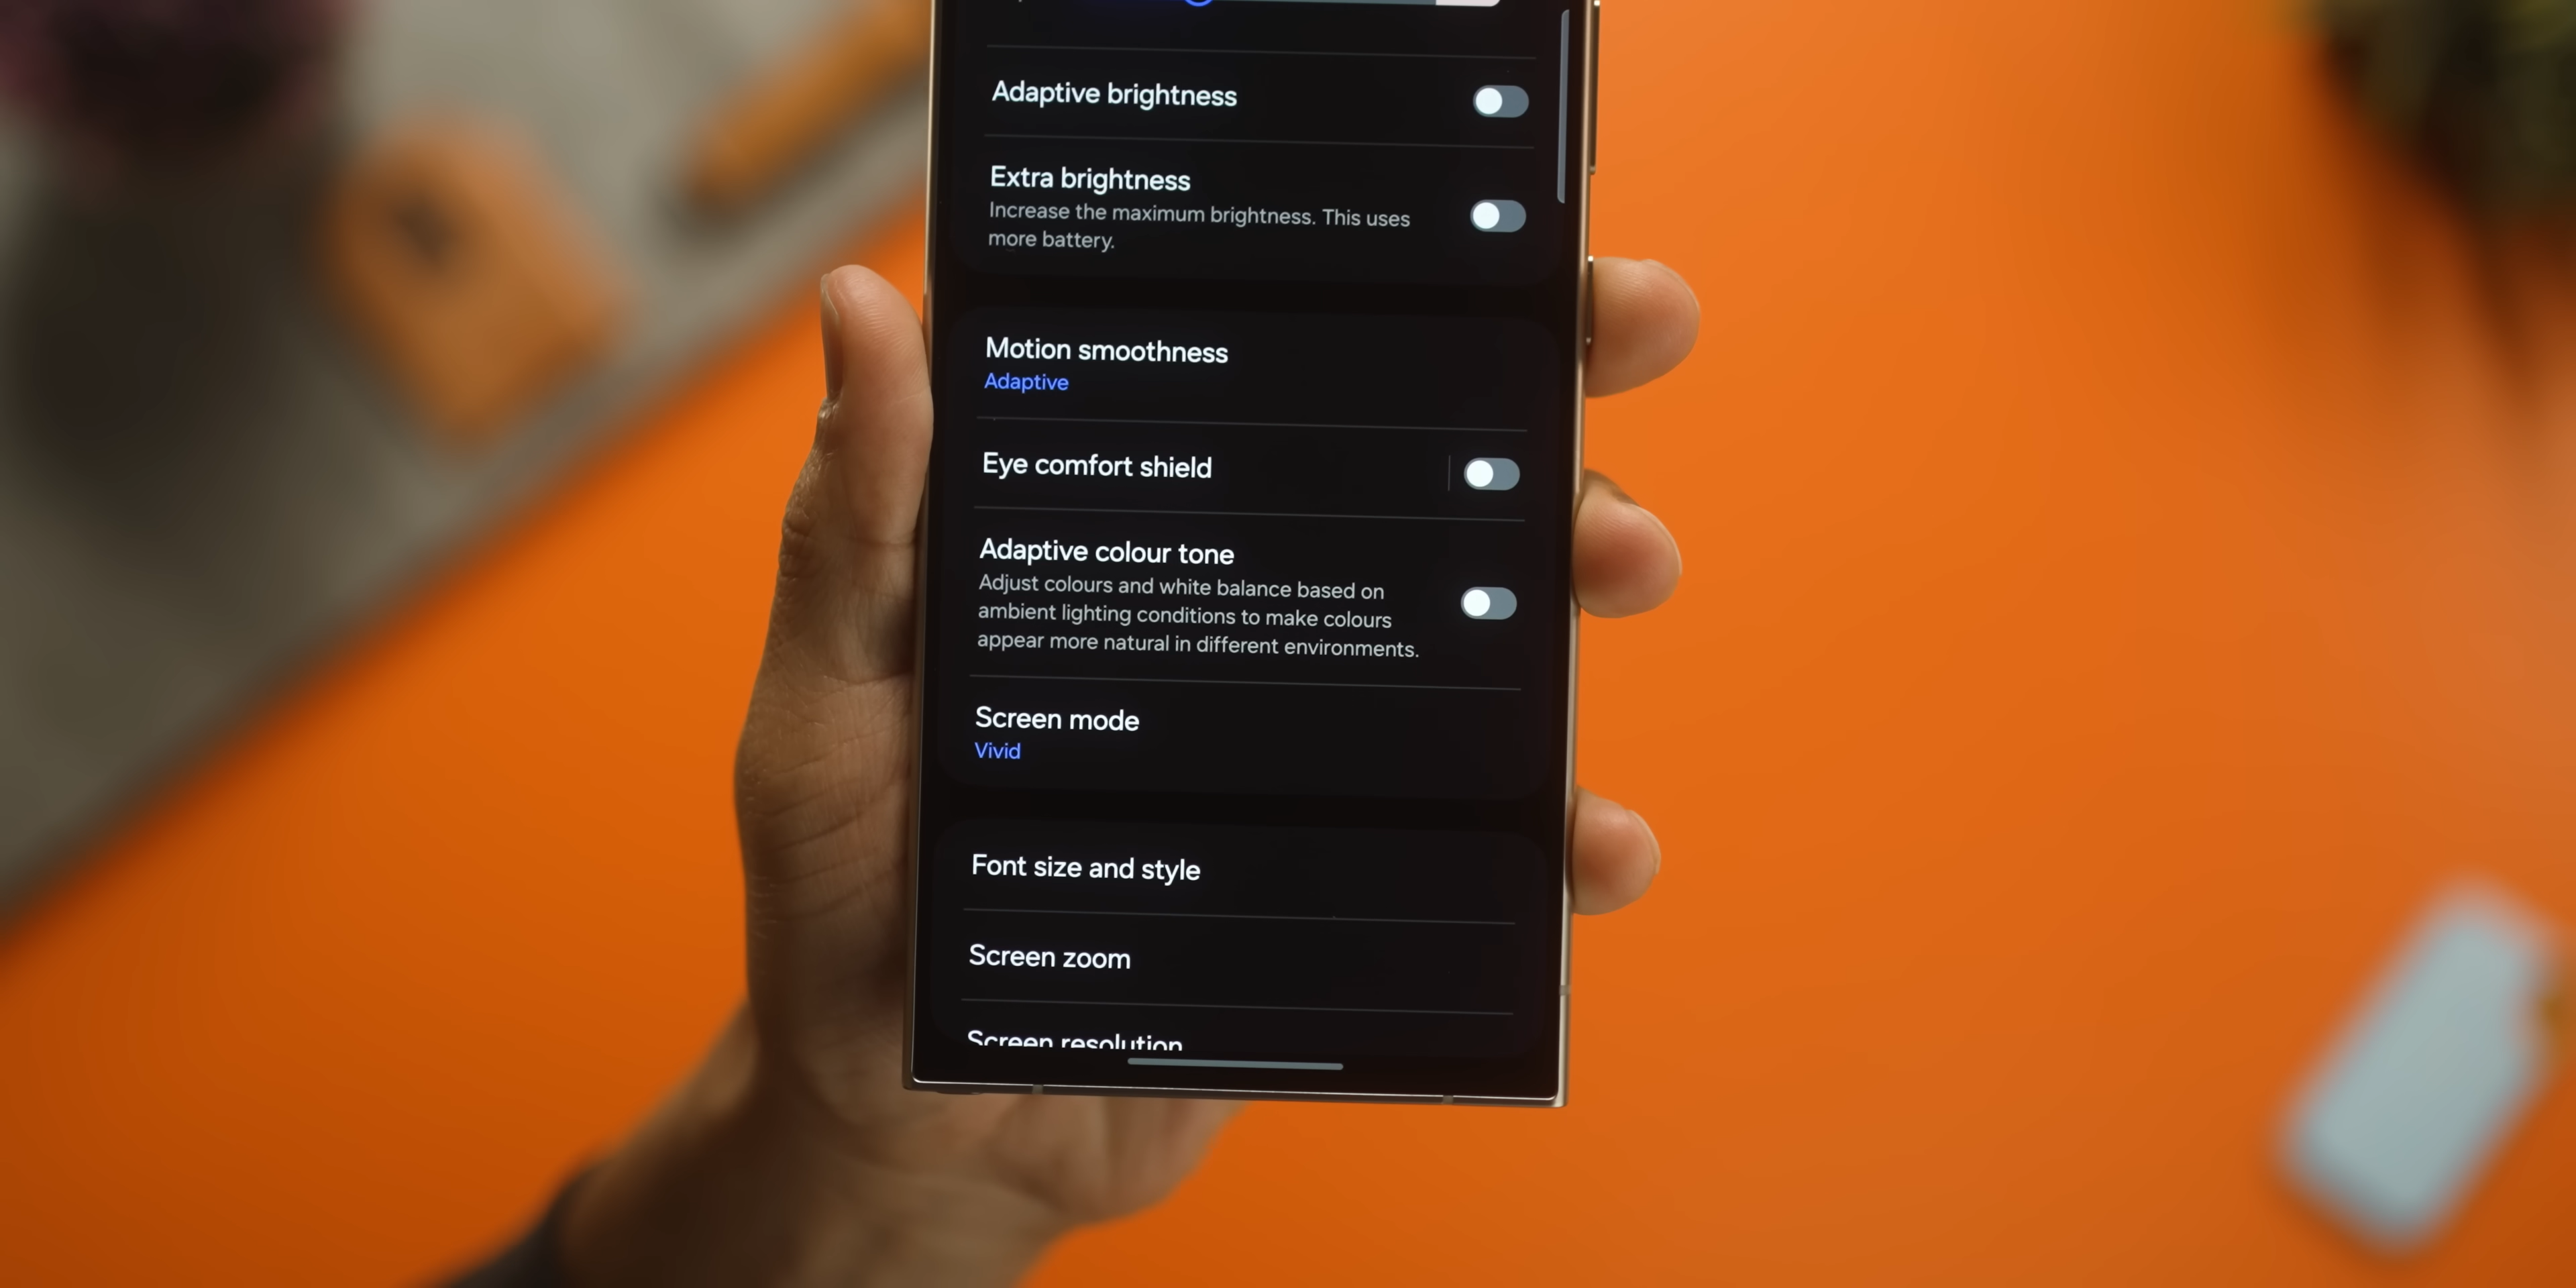 Adaptive brightness
Extra brightness
Increase the maximum brightness. This uses
more battery.
Motion smoothness
Adaptive
Eye comfort shield
Adaptive colour tone
Adjust colours and white balance based on
ambient lighting conditions to make colours
appear more natural in different environments.
Screen mode
Vivid
Font size and style
Screen zoom
Screen resolution